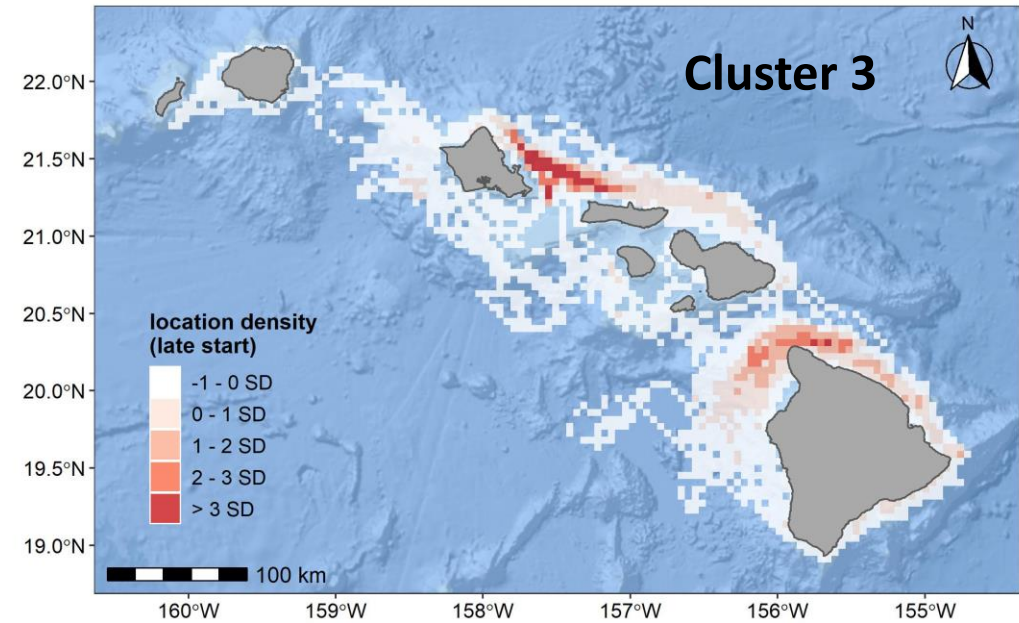 Cluster 3
N
22.0°N
21.5°N
21.0°N
20.5°N
20.0°N
19.5°N
19.0°N
location density
(late start)
-1 - 0 SD
0 - 1 SD
1 - 2 SD
2 - 3 SD
> 3 SD
100 km
160°W
159°W
158°W
157°W
156°W
155°W